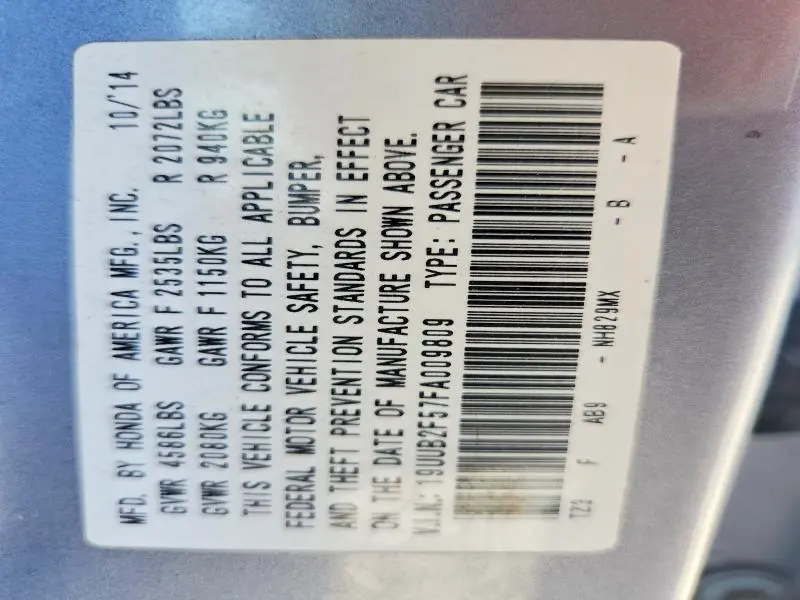 MFD. BY HONDA OF AMERICA MFG., INC. 10/'14
GVWR 4586LBS GAWR F 2535LBS R 2072LBS
GVWR 2080KG GAWR F 1150KG R 940KG
THIS VEHICLE CONFORMS TO ALL APPLICABLE
FEDERAL MOTOR VEHICLE SAFETY, BUMPER,
AND THEFT PREVENTION STANDARDS IN EFFECT
ON THE DATE OF MANUFACTURE SHOWN ABOVE.
V.I.N.: 19UUB2F57FA009809 TYPE: PASSENGER CAR
TZ3 F AB9 - NH829MX - B - A